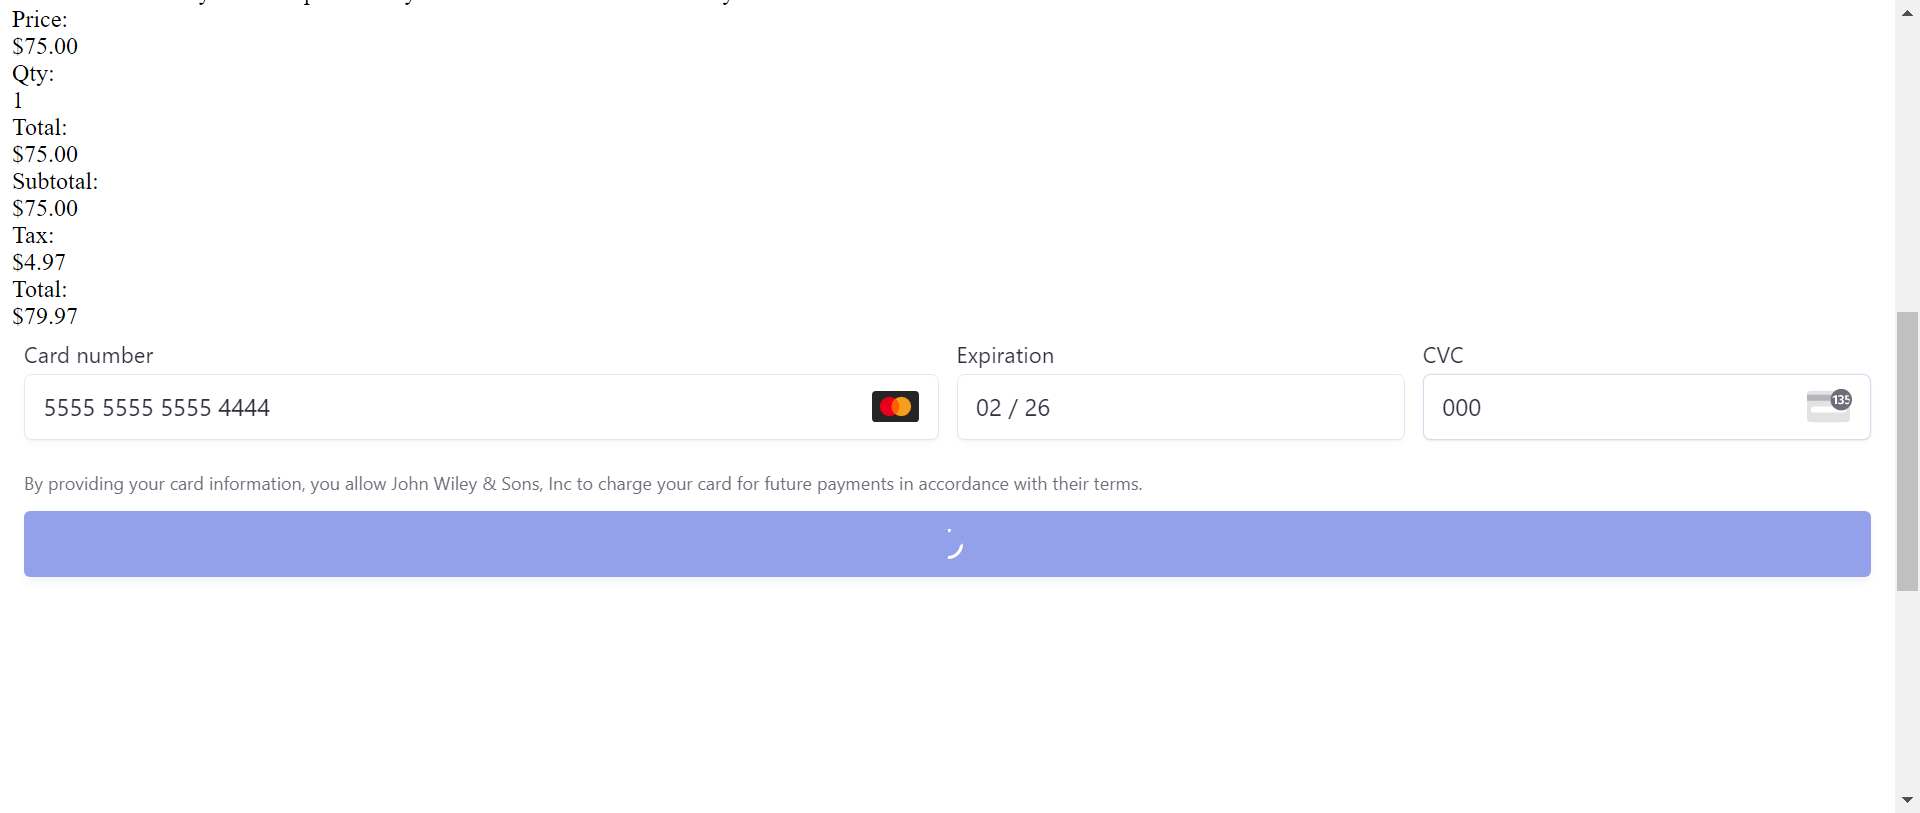 Price:
$75.00
Qty:
1
Total:
$75.00
Subtotal:
$75.00
Tax:
$4.97
Total:
$79.97
Card number Expiration CVC
5555 5555 5555 4444 02 / 26 000 135
By providing your card information, you allow John Wiley & Sons, Inc to charge your card for future payments in accordance with their terms.